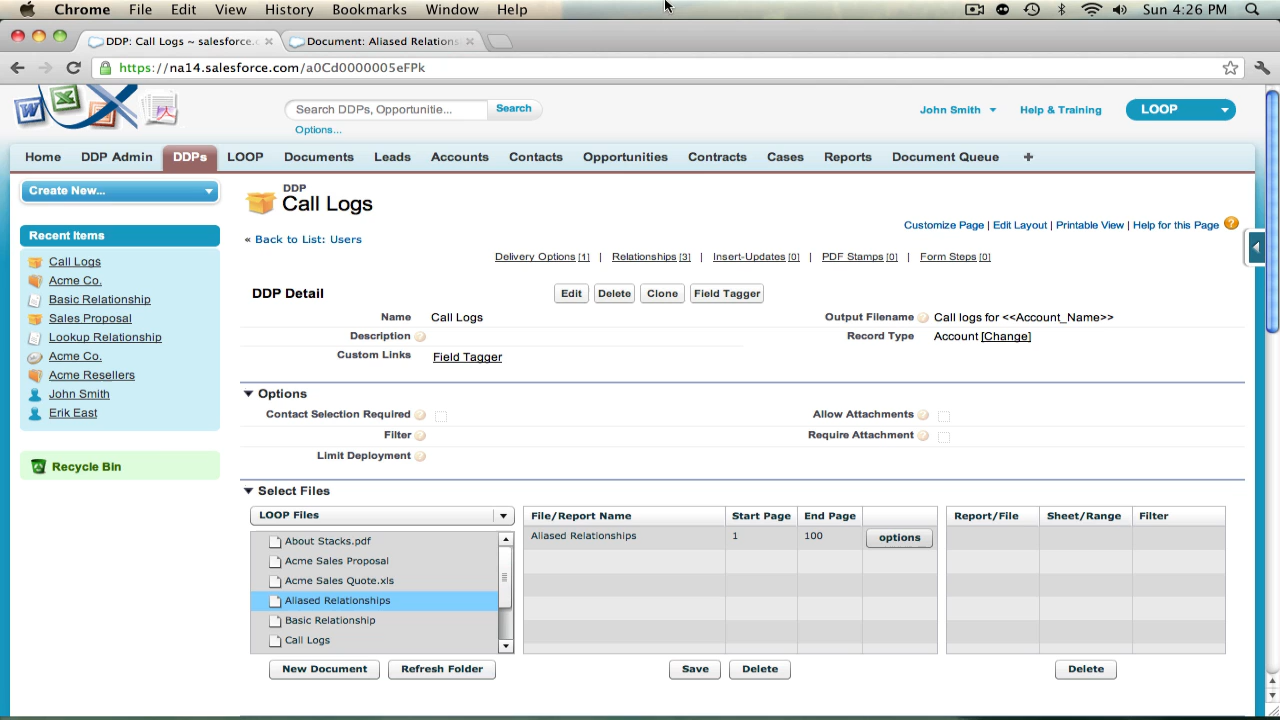 Chrome File Edit View History Bookmarks Window Help Sun 4:26 PM
DDP: Call Logs ~ salesforce. Document: Aliased Relations
https://na14.salesforce.com/a0Cd0000005eFPk
Search DDPs, Opportunitie... Search
Options...
John Smith Help & Training LOOP
Home DDP Admin DDPs LOOP Documents Leads Accounts Contacts Opportunities Contracts Cases Reports Document Queue +
Create New...
Recent Items
Call Logs
Acme Co.
Basic Relationship
Sales Proposal
Lookup Relationship
Acme Co.
Acme Resellers
John Smith
Erik East
Recycle Bin
DDP
Call Logs
Customize Page | Edit Layout | Printable View | Help for this Page ?
« Back to List: Users
Delivery Options [1] | Relationships [3] | Insert-Updates [0] | PDF Stamps [0] | Form Steps [0]
DDP Detail Edit Delete Clone Field Tagger
Name Call Logs Output Filename Call logs for <<Account_Name>>
Description Record Type Account [Change]
Custom Links Field Tagger
Options
Contact Selection Required Allow Attachments
Filter Require Attachment
Limit Deployment
Select Files
LOOP Files
About Stacks.pdf
Acme Sales Proposal
Acme Sales Quote.xls
Aliased Relationships
Basic Relationship
Call Logs
New Document Refresh Folder
File/Report Name Start Page End Page
Aliased Relationships 1 100 options
Save Delete
Report/File Sheet/Range Filter
Delete